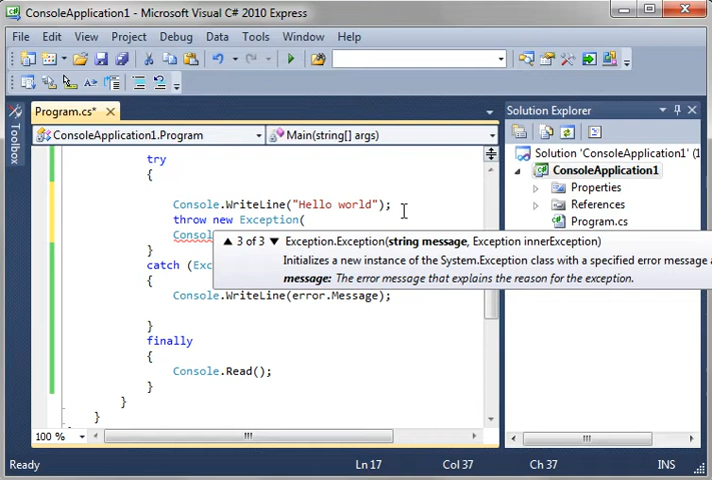 ConsoleApplication1 - Microsoft Visual C# 2010 Express
File Edit View Project Debug Data Tools Window Help
Program.cs*
Solution Explorer
ConsoleApplication1.Program
Main(string[] args)
Toolbox
Solution 'ConsoleApplication1' (1
ConsoleApplication1
Properties
References
Program.cs
try
{
Console.WriteLine("Hello world");
throw new Exception(
Consol
3 of 3 Exception.Exception(string message, Exception innerException)
Initializes a new instance of the System.Exception class with a specified error message a
message: The error message that explains the reason for the exception.
}
catch (Exc
{
Console.WriteLine(error.Message);
}
finally
{
Console.Read();
}
}
}
100 %
Ready
Ln 17
Col 37
Ch 37
INS